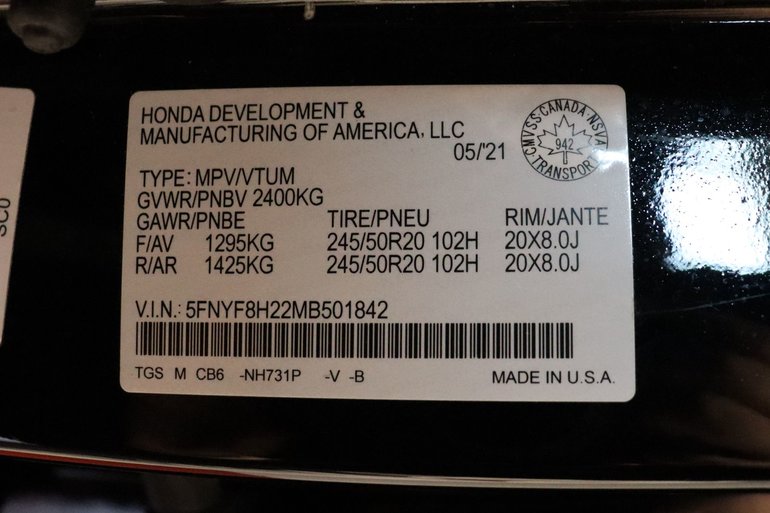 HONDA DEVELOPMENT &
MANUFACTURING OF AMERICA, LLC
05/'21
CMVSS CANADA NSVA
942
TRANSPORT
TYPE: MPV/VTUM
GVWR/PNBV 2400KG
GAWR/PNBE TIRE/PNEU RIM/JANTE
F/AV 1295KG 245/50R20 102H 20X8.0J
R/AR 1425KG 245/50R20 102H 20X8.0J
V.I.N.: 5FNYF8H22MB501842
TGS M CB6 -NH731P -V -B MADE IN U.S.A.
SC0